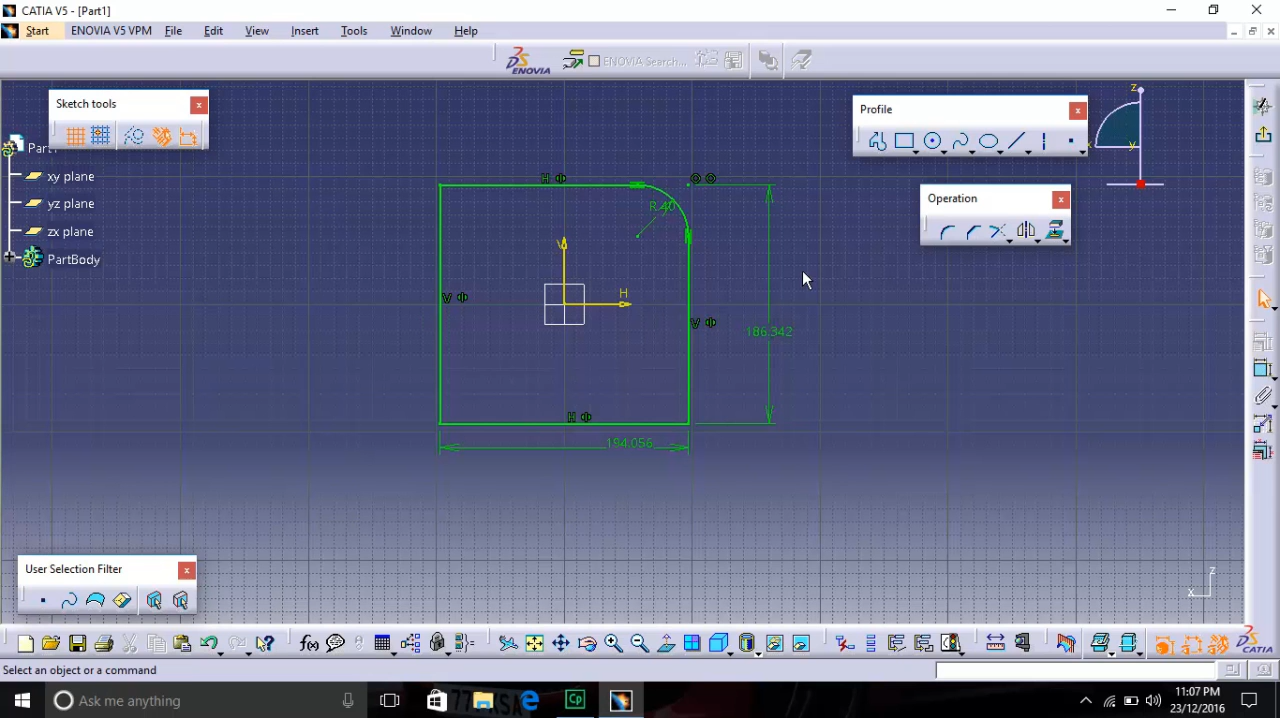 CATIA V5 - [Part1]
Start ENOVIA V5 VPM File Edit View Insert Tools Window Help
ENOVIA
ENOVIA Search...
Sketch tools
Profile
Operation
Part1
xy plane
yz plane
zx plane
PartBody
z
x
y
H
R 40
V
H
V
V
186.342
H
194.056
User Selection Filter
z
x
f(x)
CATIA
Select an object or a command
Ask me anything
Cp
11:07 PM
23/12/2016